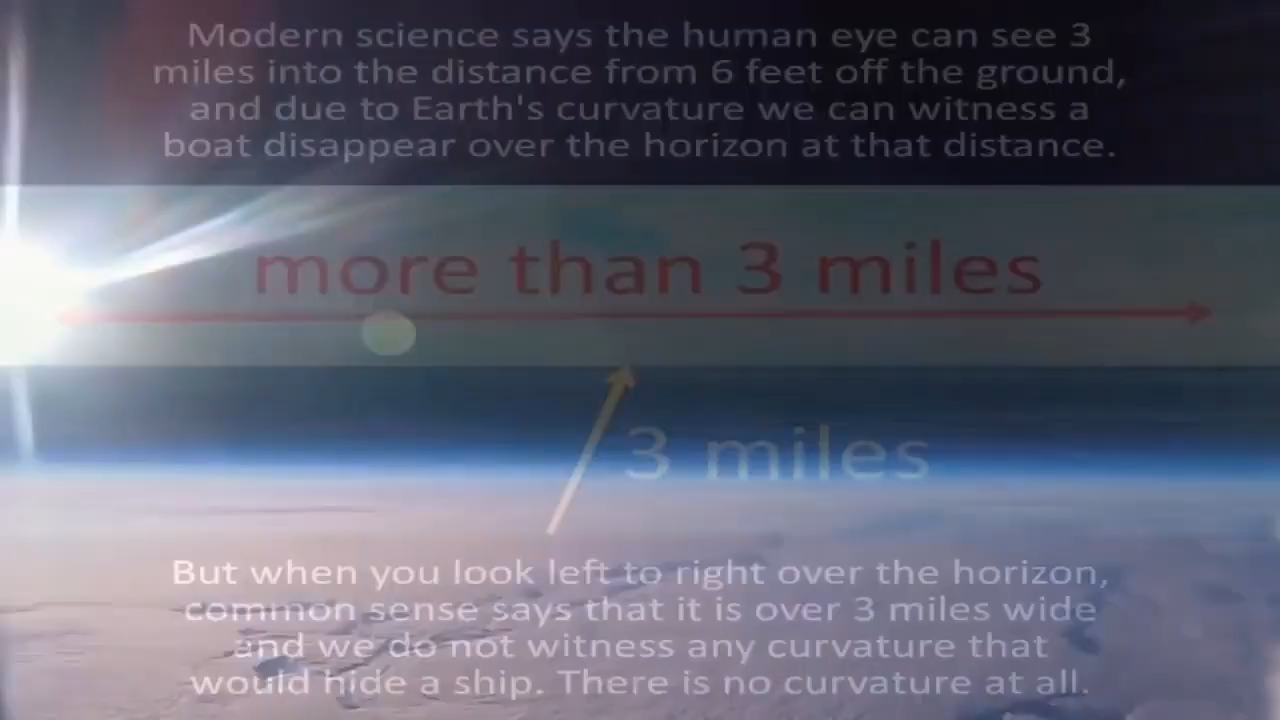 Modern science says the human eye can see 3
miles into the distance from 6 feet off the ground,
and due to Earth's curvature we can witness a
boat disappear over the horizon at that distance.
more than 3 miles
3 miles
But when you look left to right over the horizon,
common sense says that it is over 3 miles wide
and we do not witness any curvature that
would hide a ship. There is no curvature at all.